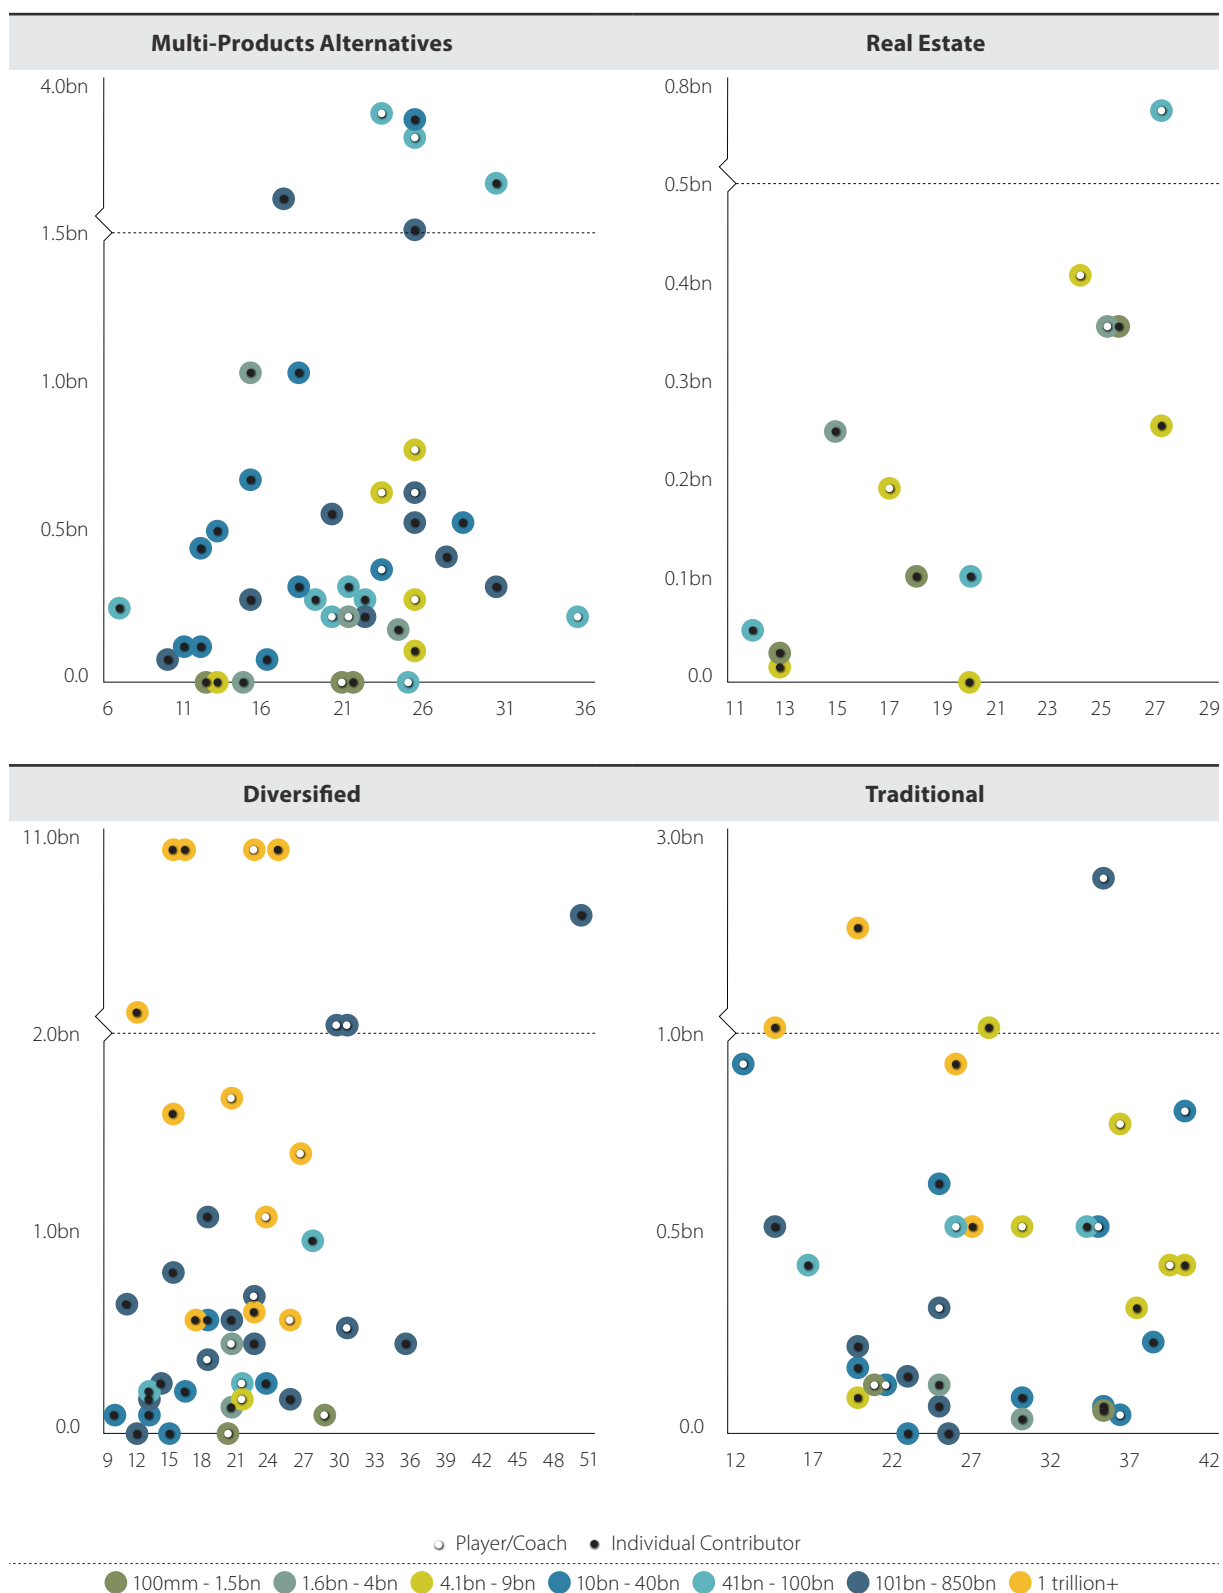 Multi-Products Alternatives
Real Estate
4.0bn
1.5bn
1.0bn
0.5bn
0.0
6 11 16 21 26 31 36
0.8bn
0.5bn
0.4bn
0.3bn
0.2bn
0.1bn
0.0
11 13 15 17 19 21 23 25 27 29
Diversified
Traditional
11.0bn
2.0bn
1.0bn
0.0
9 12 15 18 21 24 27 30 33 36 39 42 45 48 51
3.0bn
1.0bn
0.5bn
0.0
12 17 22 27 32 37 42
Player/Coach Individual Contributor
100mm - 1.5bn 1.6bn - 4bn 4.1bn - 9bn 10bn - 40bn 41bn - 100bn 101bn - 850bn 1 trillion+